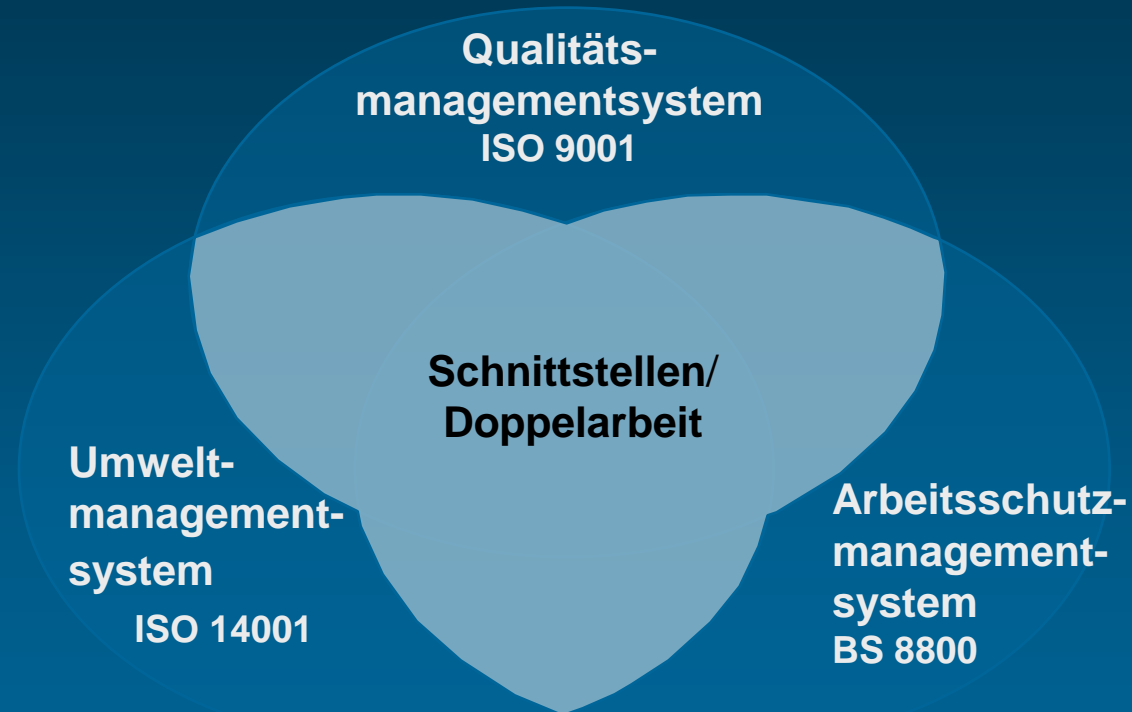 Qualitäts-
managementsystem
ISO 9001
Schnittstellen/
Doppelarbeit
Umwelt-
management-
system
ISO 14001
Arbeitsschutz-
management-
system
BS 8800